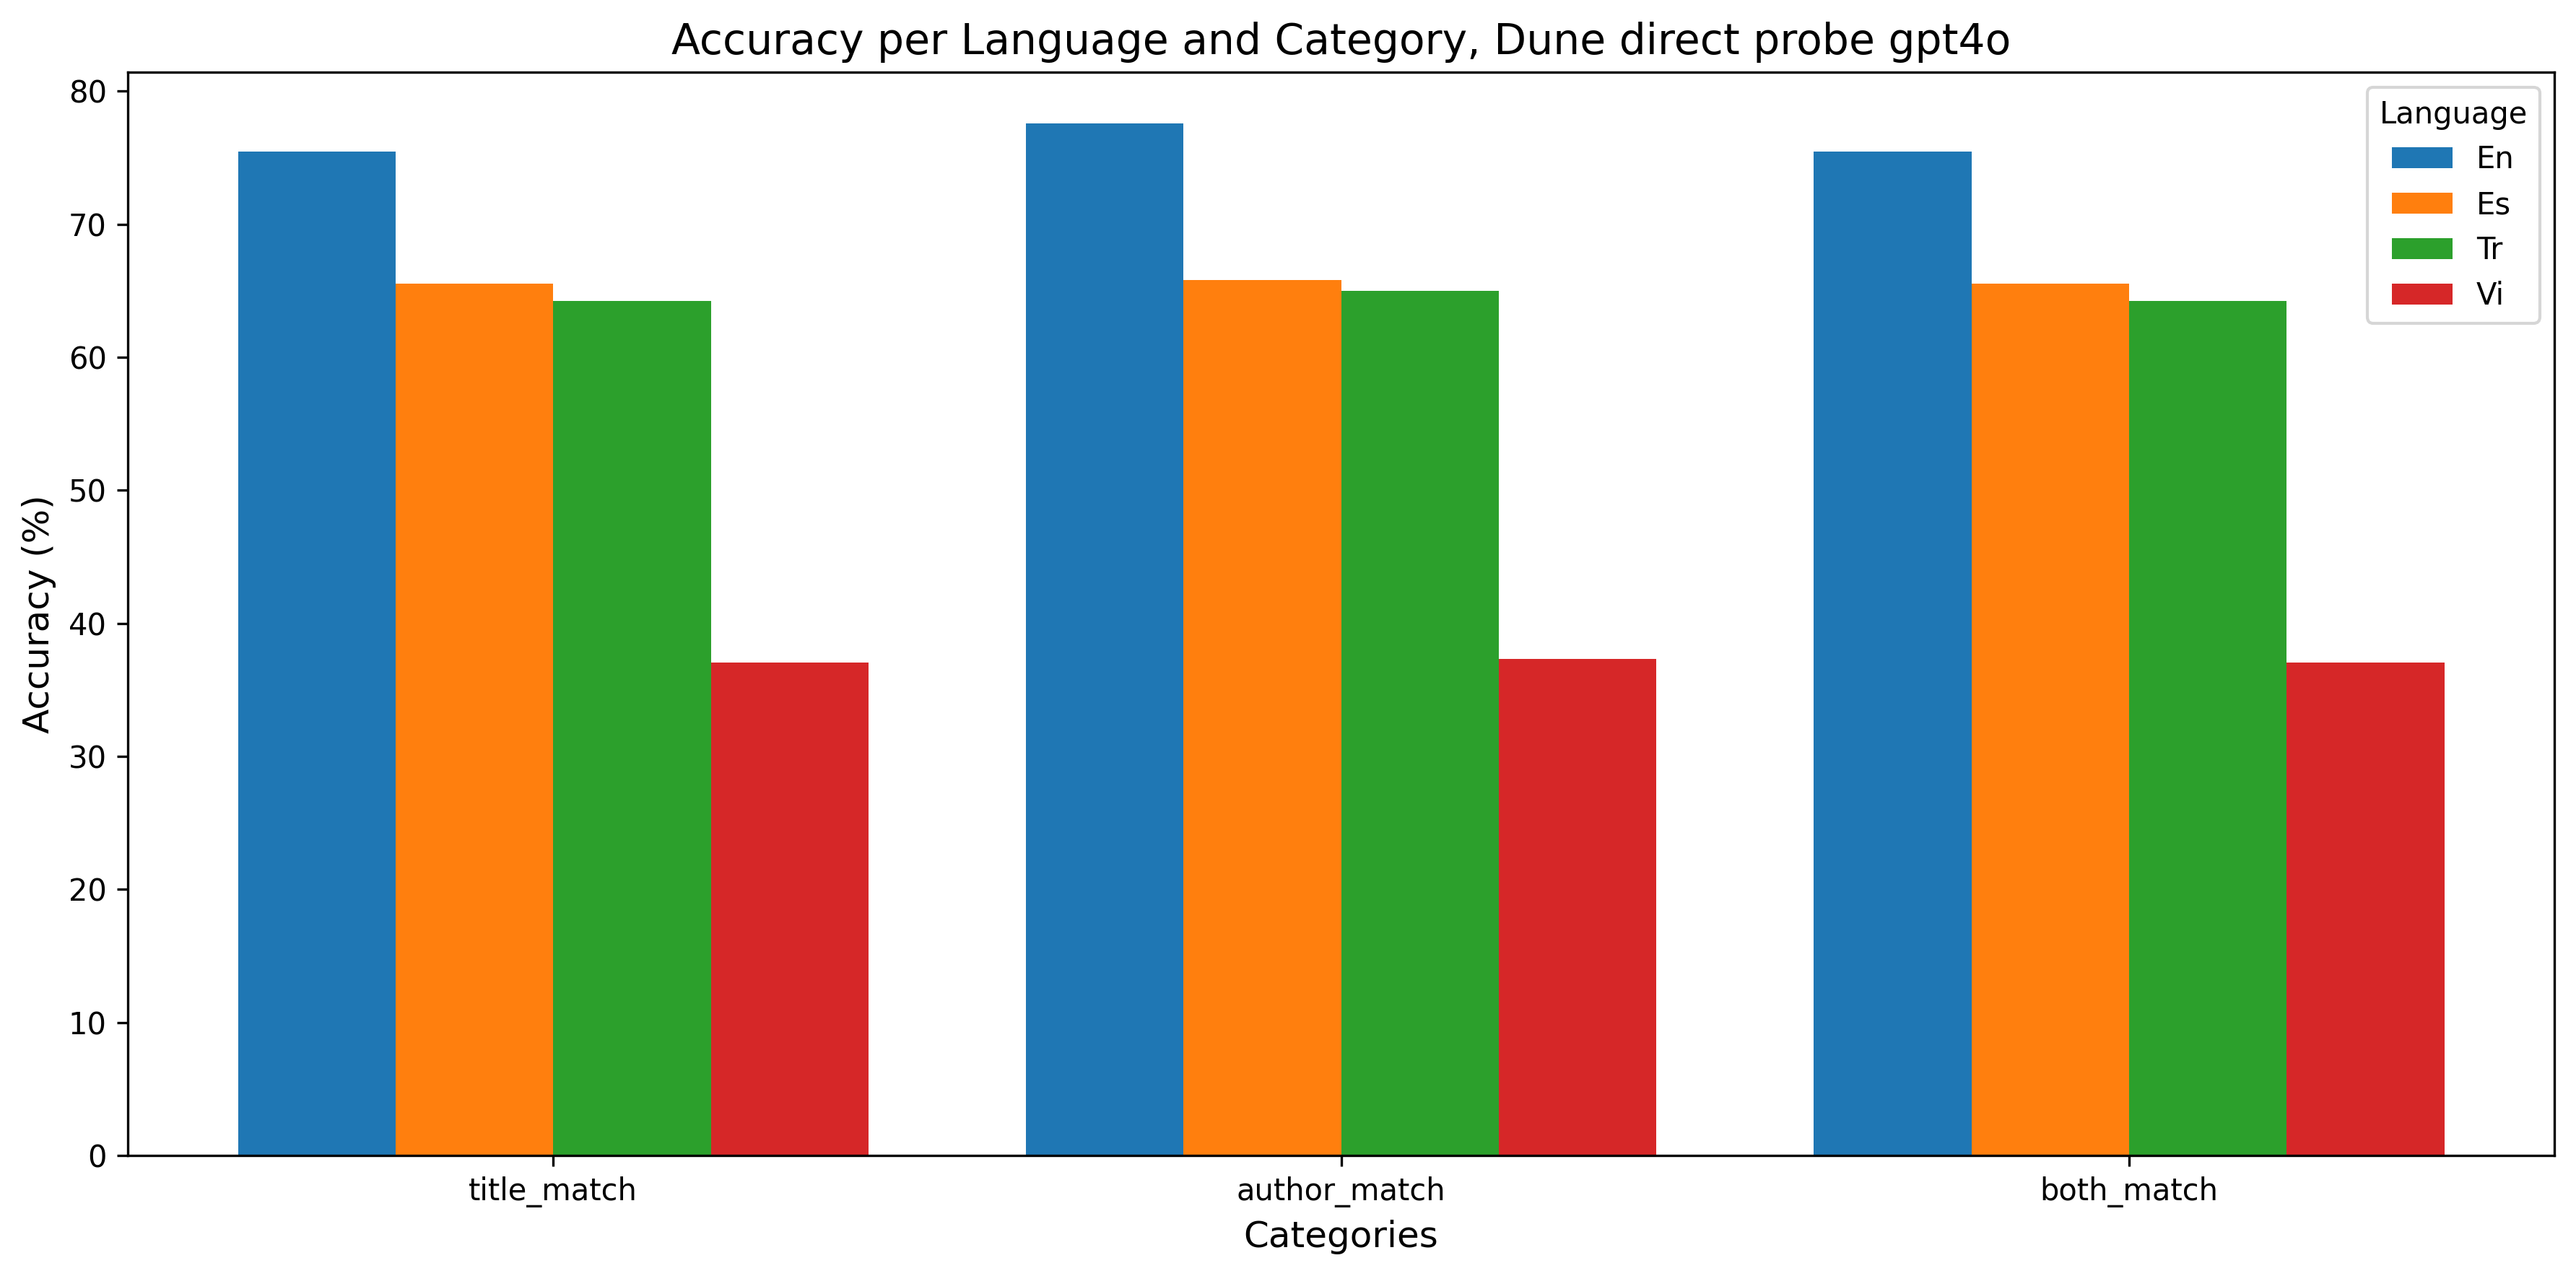 Accuracy per Language and Category, Dune direct probe gpt4o
Accuracy (%)
80
70
60
50
40
30
20
10
0
Language
En
Es
Tr
Vi
title_match
author_match
both_match
Categories